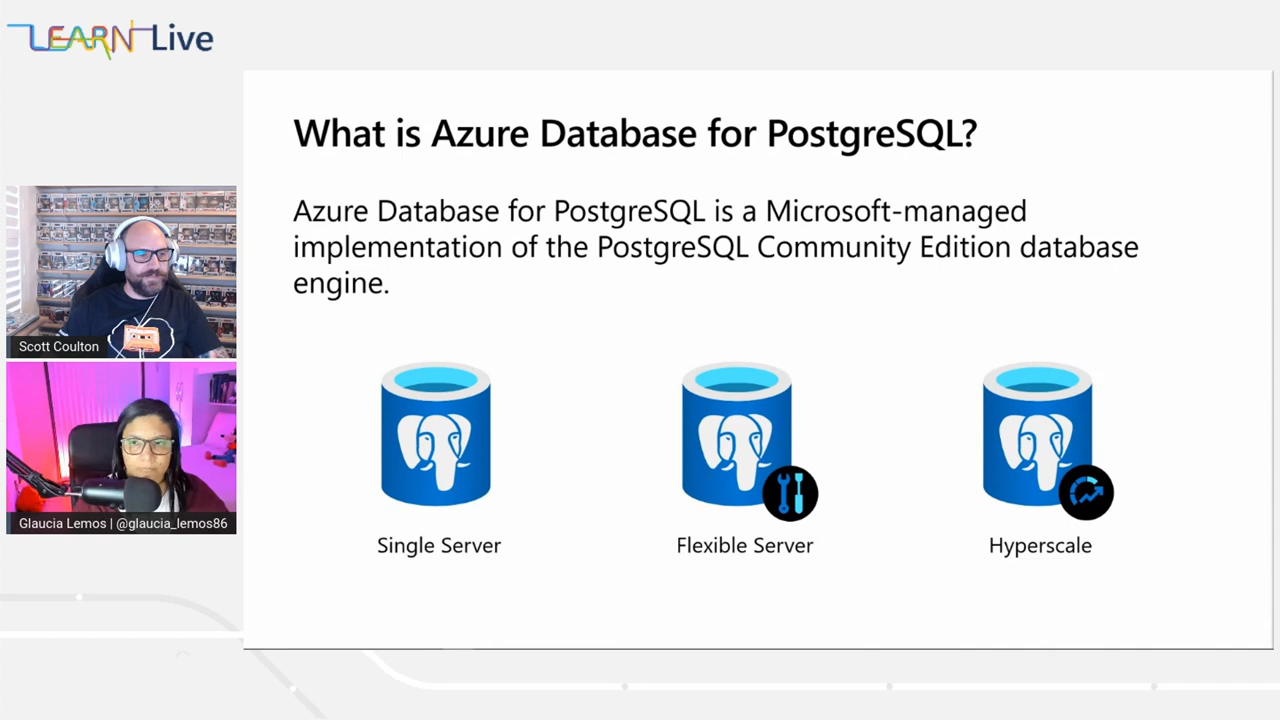 LEARN Live
What is Azure Database for PostgreSQL?
Azure Database for PostgreSQL is a Microsoft-managed
implementation of the PostgreSQL Community Edition database
engine.
Scott Coulton
Glaucia Lemos | @glaucia_lemos86
Single Server
Flexible Server
Hyperscale